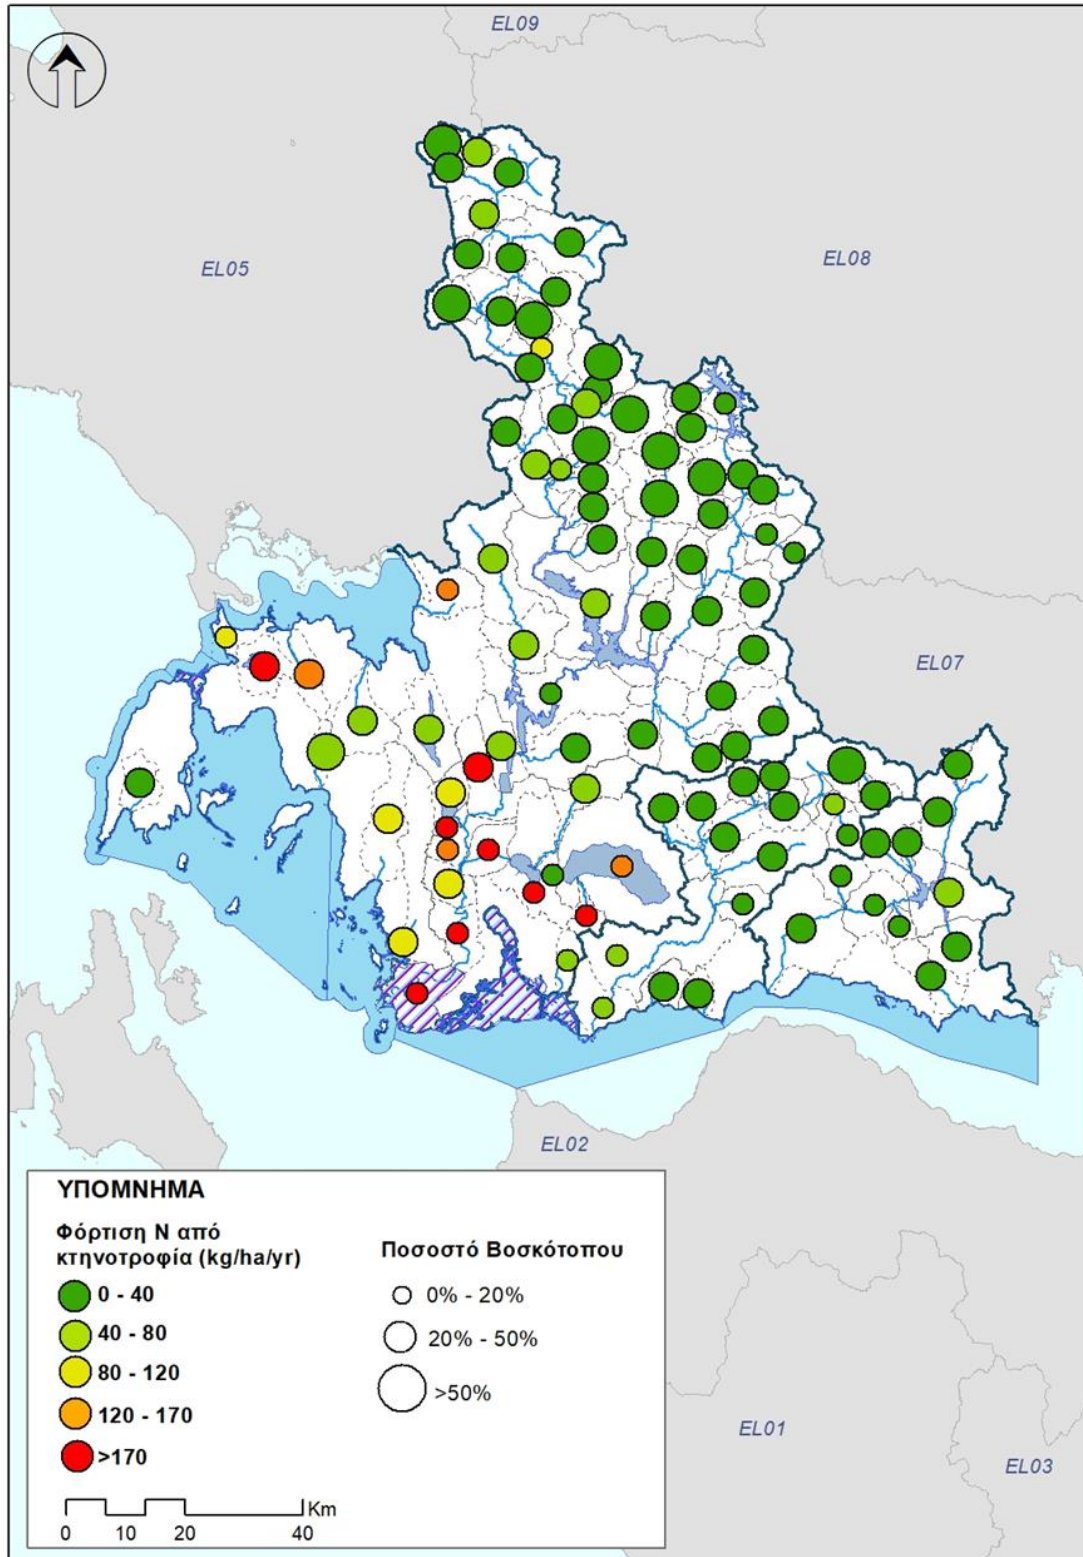 EL09
EL05
EL08
EL07
EL02
ΥΠΟΜΝΗΜΑ
Φόρτιση Ν από
κτηνοτροφία (kg/ha/yr)
0 - 40
40 - 80
80 - 120
120 - 170
>170
Ποσοστό Βοσκότοπου
0% - 20%
20% - 50%
>50%
Km
0 10 20 40
EL01
EL03